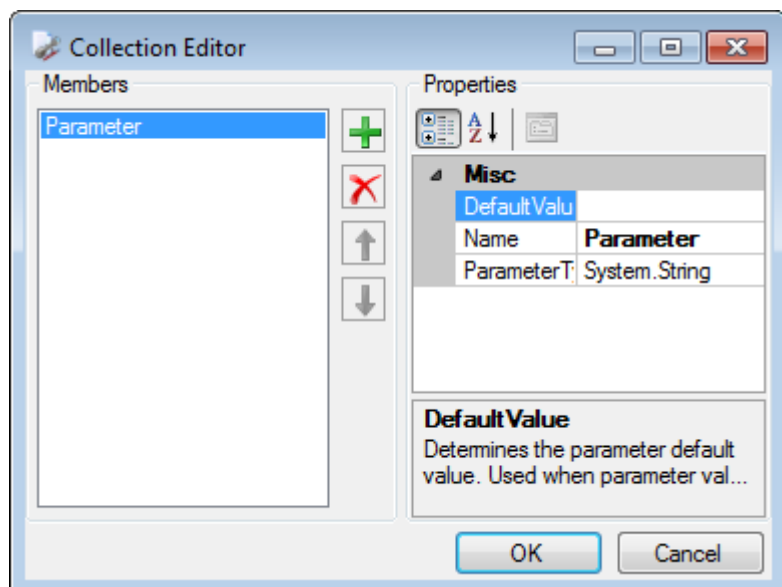 Collection Editor
Members
Properties
Parameter
A
Z
Misc
DefaultValu
Name Parameter
ParameterT System.String
DefaultValue
Determines the parameter default
value. Used when parameter val...
OK Cancel